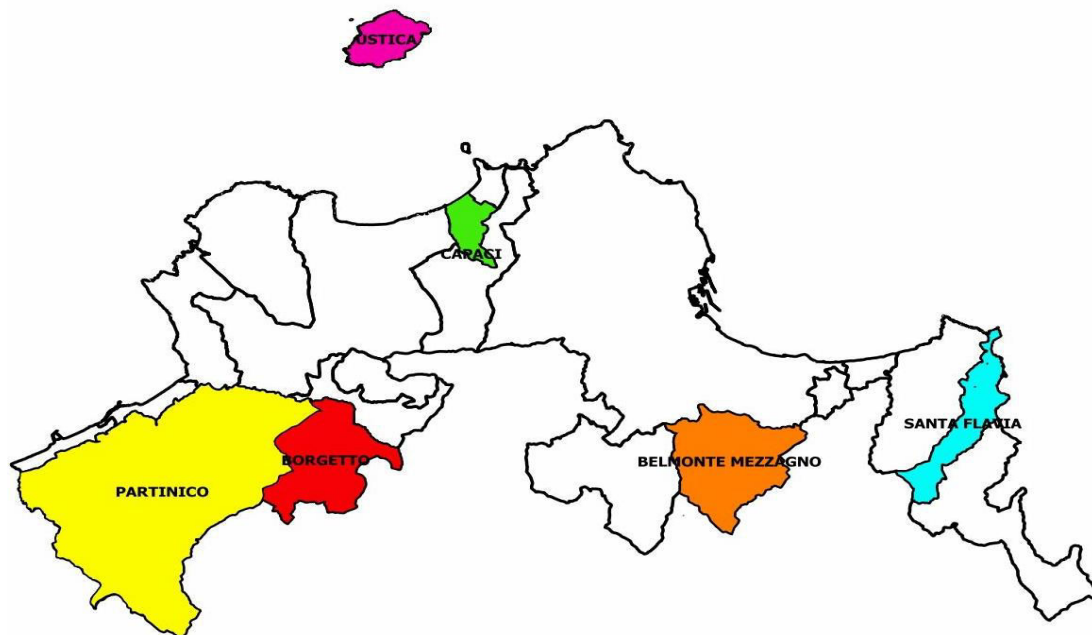 USTICA
CAPACI
SANTA FLAVIA
BORGETTO
BELMONTE MEZZAGNO
PARTINICO